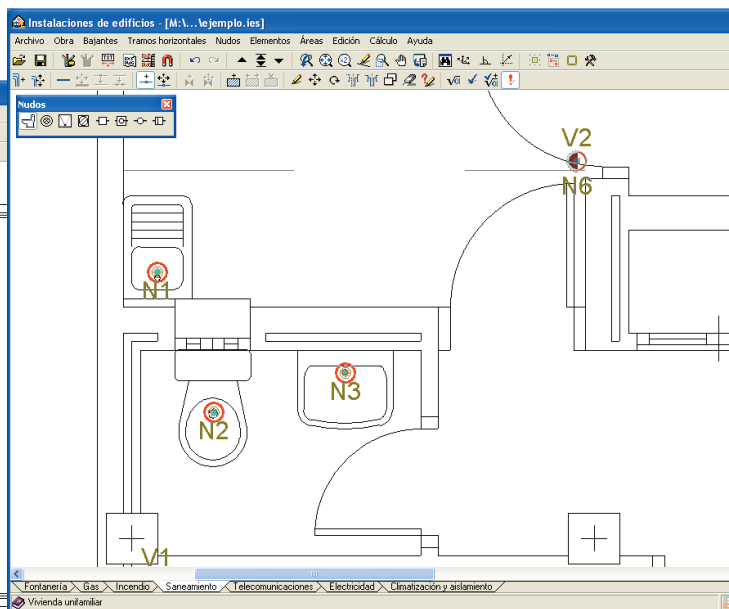 Instalaciones de edificios - [M:\...\ejemplo.ies]
Archivo Obra Bajantes Tramos horizontales Nudos Elementos Áreas Edición Cálculo Ayuda
Nudos
V2
N6
N1
N3
N2
V1
Fontanería Gas Incendio Saneamiento Telecomunicaciones Electricidad Climatización y aislamiento
Vivienda unifamiliar